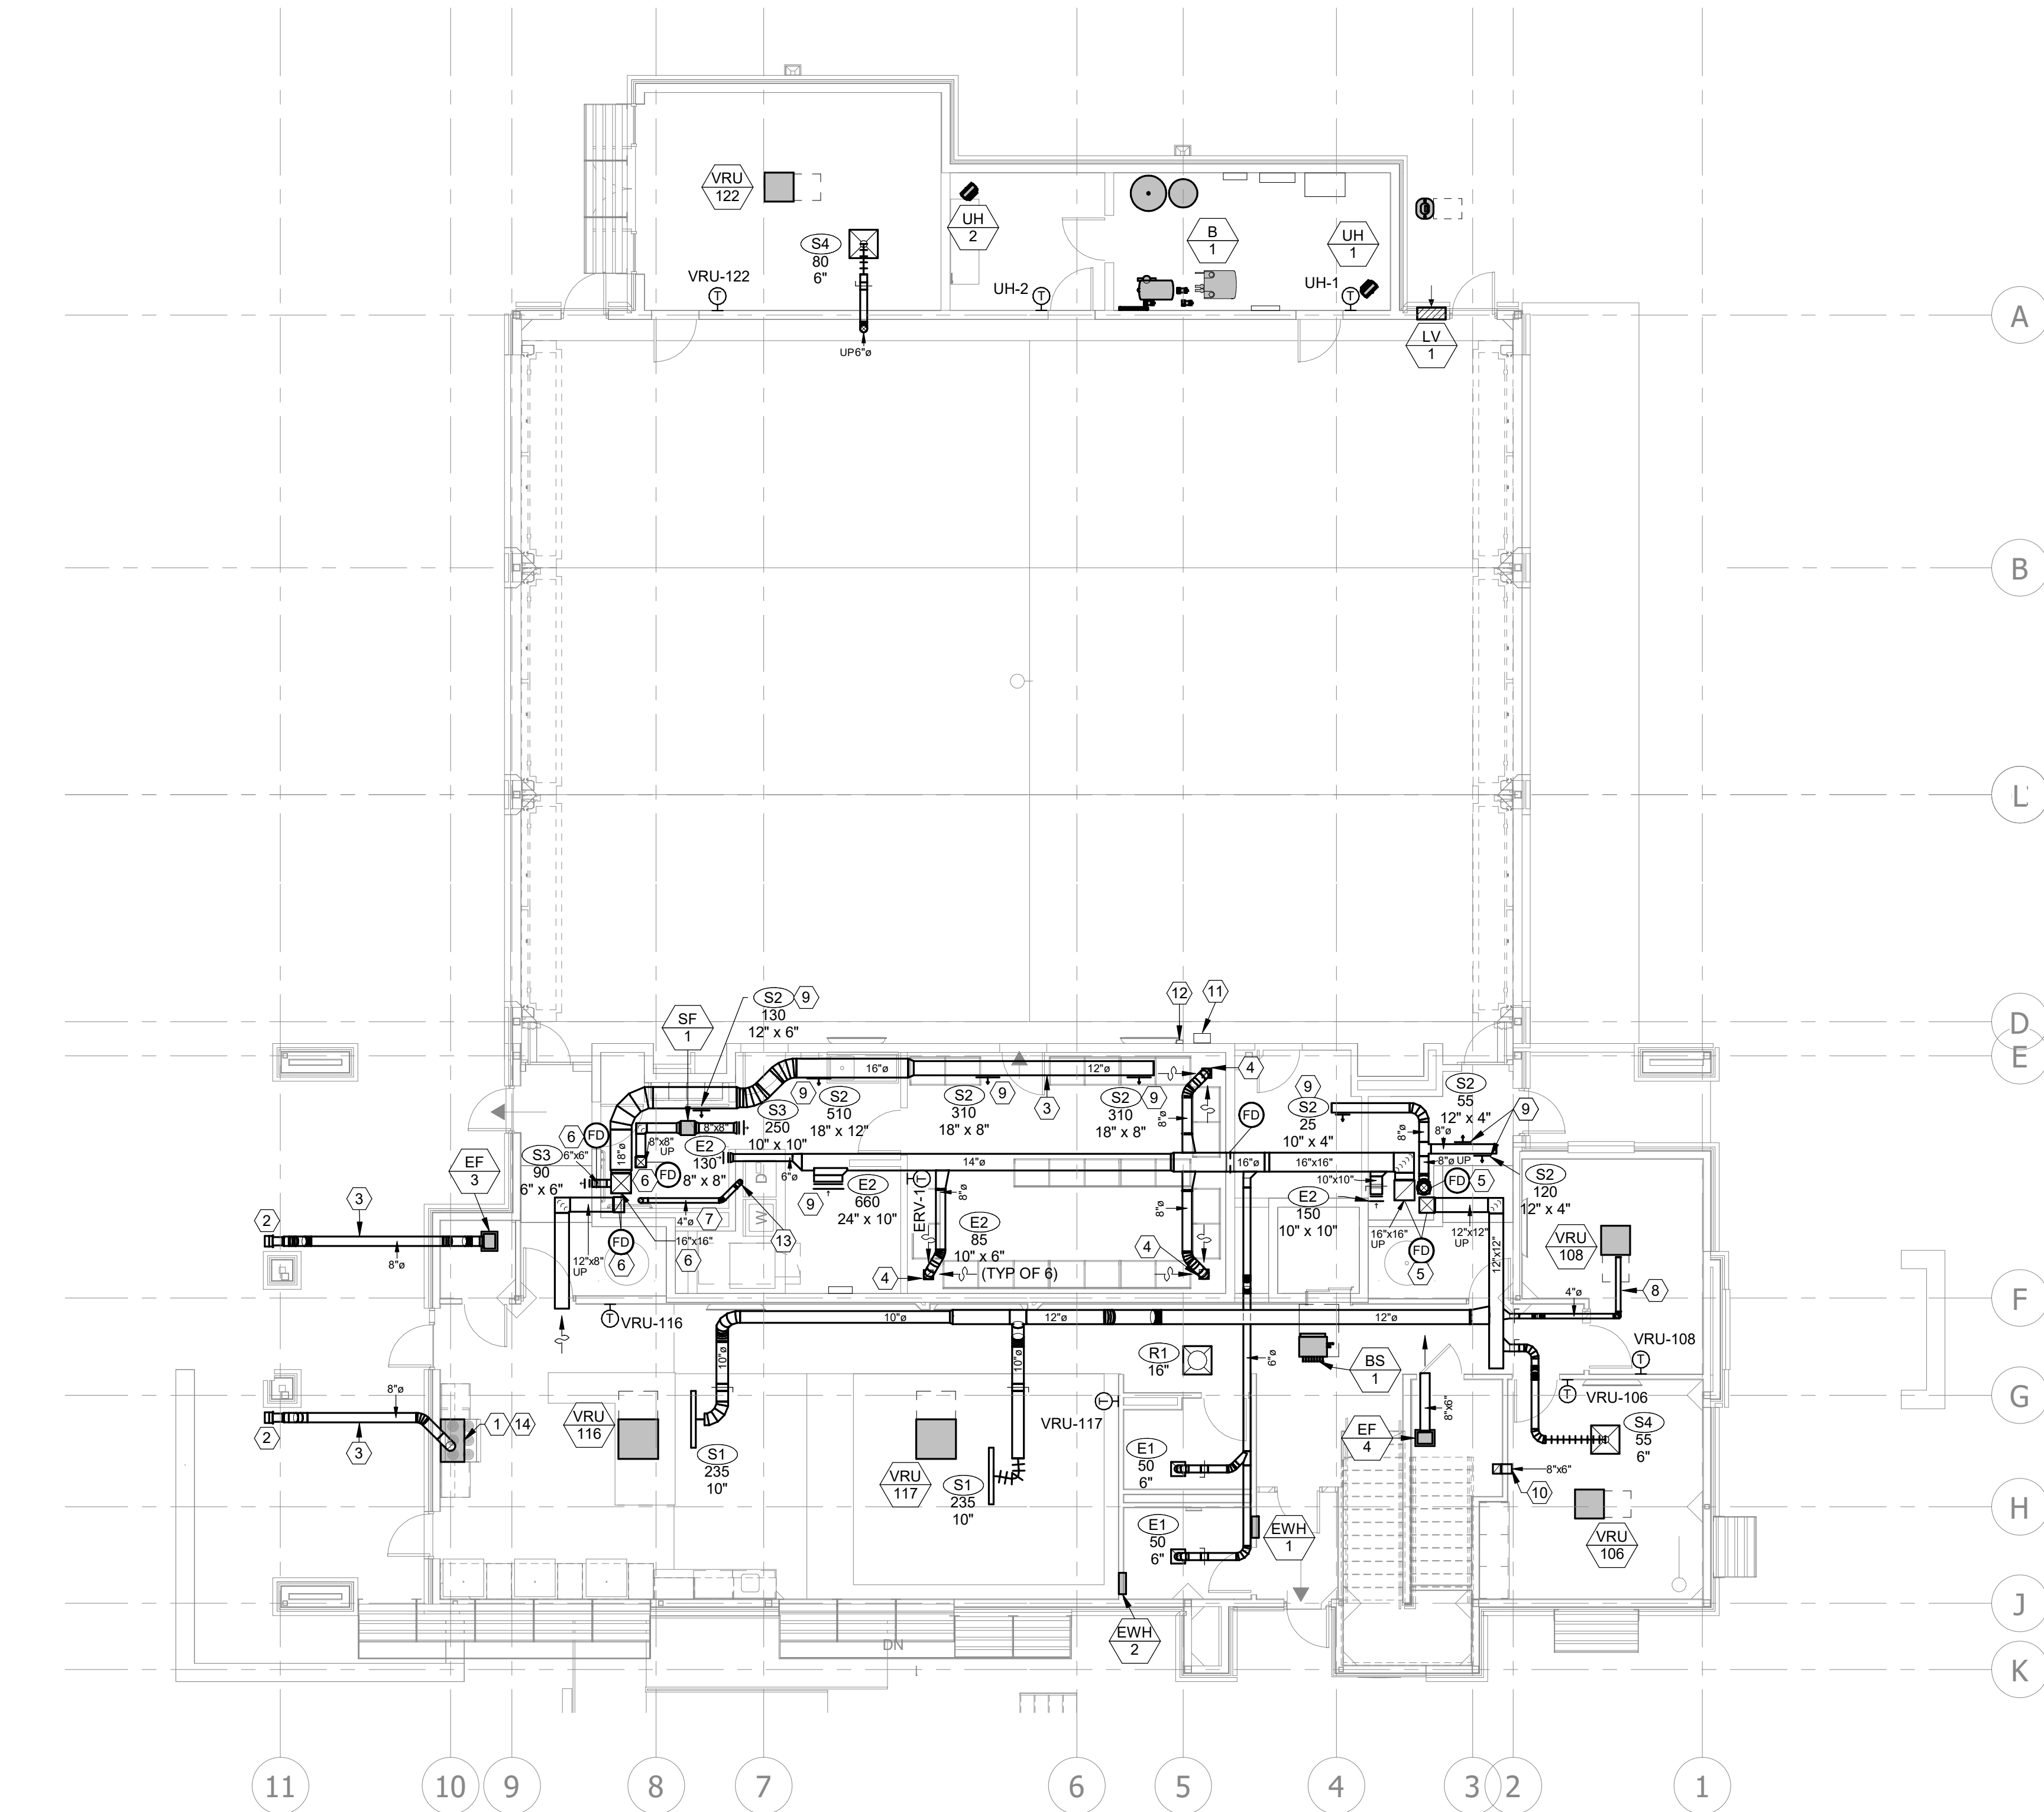 VRU
122
UH
2
B
1
UH
1
S4
80
6"
VRU-122
T
UH-2
T
UH-1
T
UP6"ø
LV
1
A
B
L
12
11
S2
9
130
12" x 6"
SF
1
D
E
16"ø
12"ø
4
9
S2
510
18" x 12"
S2
9
310
18" x 8"
3
S2
9
310
18" x 8"
S3
250
10" x 10"
8"x8"
8"x8"
UP
6
FD
18"ø
E2
130
8" x 8"
6"ø
S3
90
6" x 6"
6"x6"
6
FD
EF
3
14"ø
16"ø
16"x16"
FD
8"ø
9
S2
25
10" x 4"
8"ø
S2
55
12" x 4"
9
8"ø
8"ø UP
FD
5
S2
120
12" x 4"
10"x10"
E2
150
10" x 10"
16"x16"
UP
FD
5
12"x12"
UP
12"x12"
VRU
108
D
W
9
E2
660
24" x 10"
ERV-1
T
8"ø
E2
85
10" x 6"
(TYP OF 6)
4
8"ø
4
4"ø
7
13
16"x16"
6
FD
6
12"x8"
UP
2
3
8"ø
T
VRU-116
10"ø
12"ø
12"ø
4"ø
8
F
VRU-108
T
10"ø
10"ø
R1
16"
6"ø
BS
1
T
VRU-106
8"ø
2
3
1
14
VRU
116
S1
235
10"
VRU
117
S1
235
10"
T
VRU-117
E1
50
6"
EF
4
8"x6"
S4
55
6"
G
8"x6"
10
H
E1
50
6"
EWH
1
VRU
106
EWH
2
DN
J
K
11
10
9
8
7
6
5
4
3
2
1